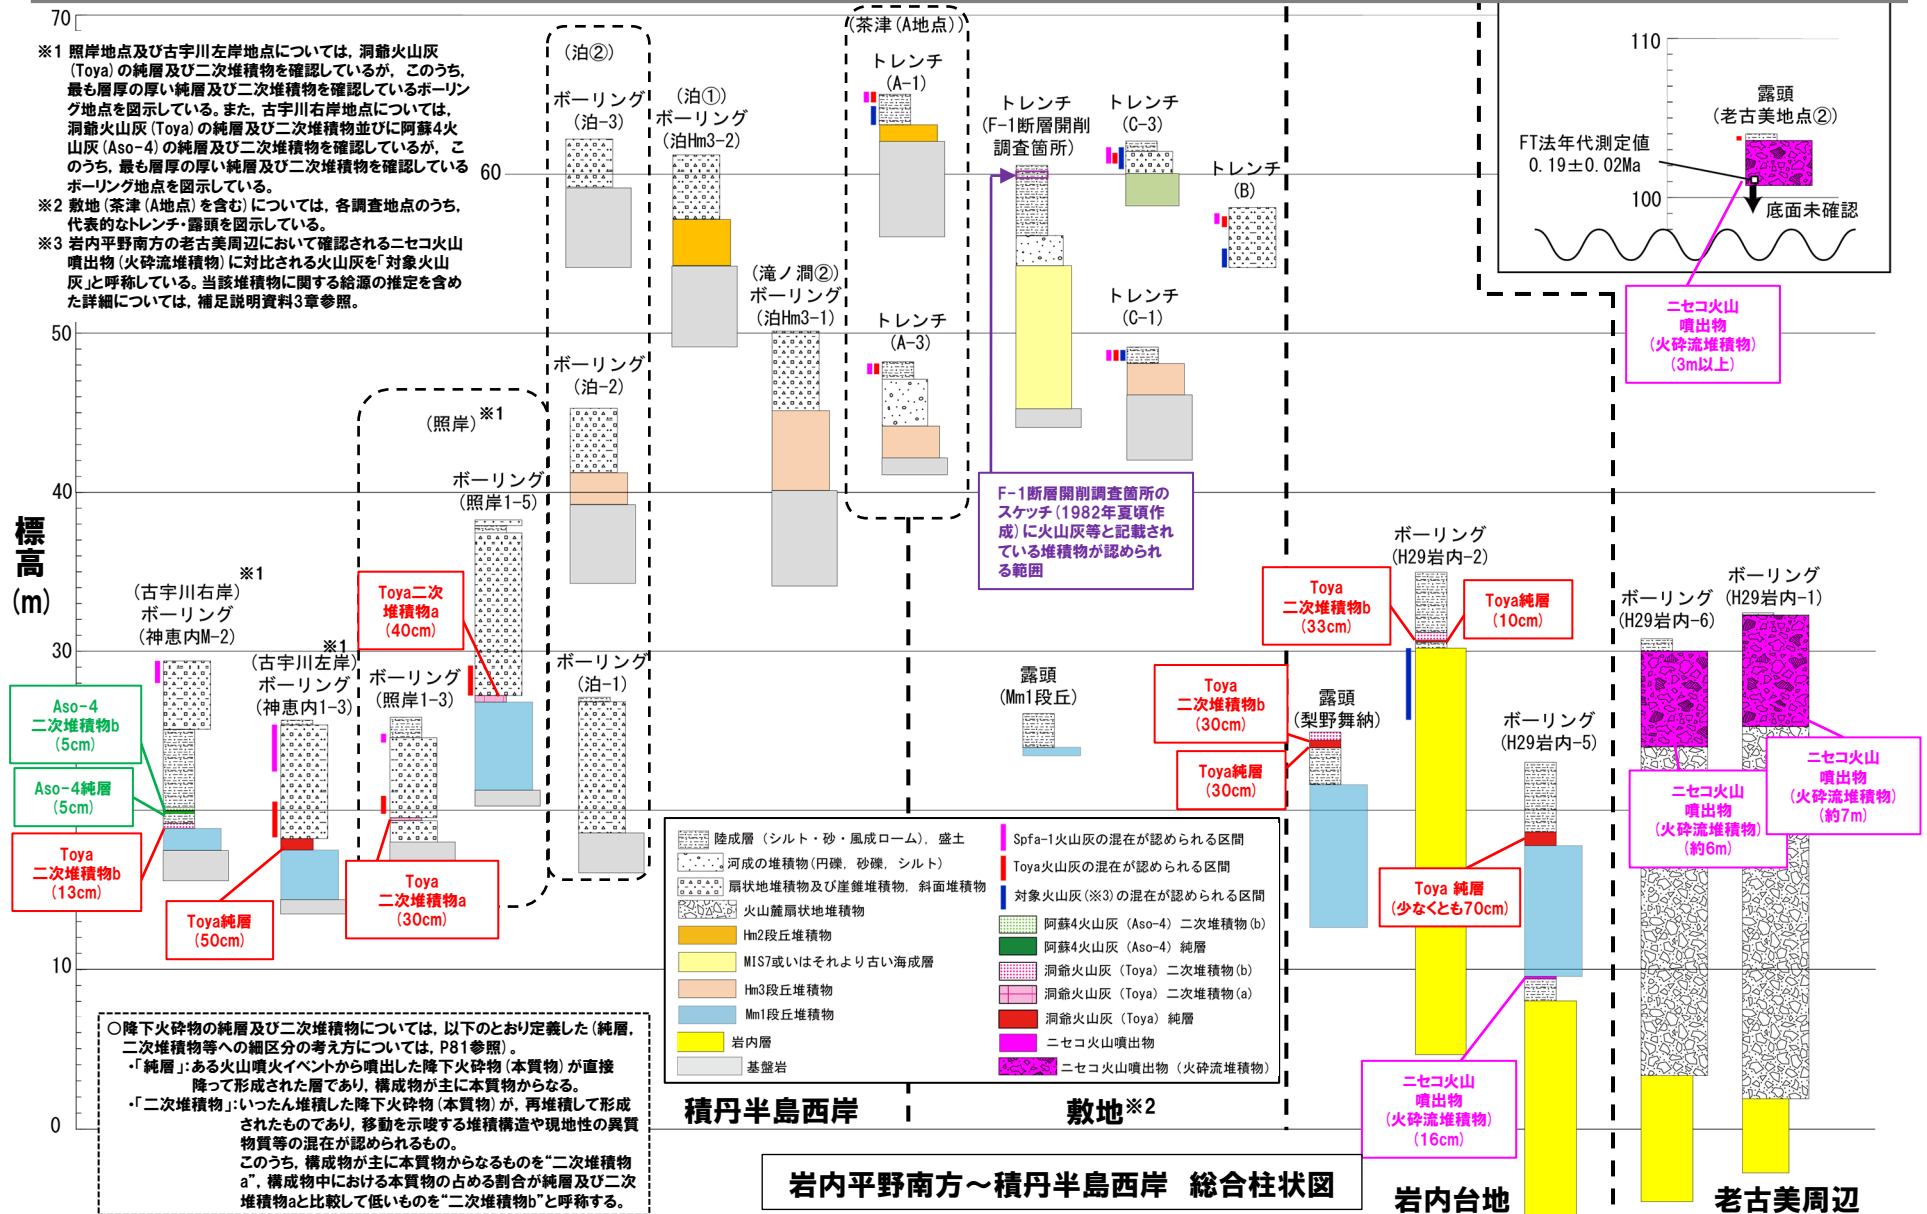 70
60
50
40
30
10
0
標高(m)
※1 照岸地点及び古宇川左岸地点については, 洞爺火山灰
(Toya)の純層及び二次堆積物を確認しているが, このうち,
最も層厚の厚い純層及び二次堆積物を確認しているボーリン
グ地点を図示している。また, 古宇川右岸地点については,
洞爺火山灰(Toya)の純層及び二次堆積物並びに阿蘇4火
山灰(Aso-4)の純層及び二次堆積物を確認しているが, こ
のうち, 最も層厚の厚い純層及び二次堆積物を確認している
ボーリング地点を図示している。
※2 敷地(茶津(A地点)を含む)については, 各調査地点のうち,
代表的なトレンチ・露頭を図示している。
※3 岩内平野南方の老古美周辺において確認されるニセコ火山
噴出物(火砕流堆積物)に対比される火山灰を「対象火山
灰」と呼称している。当該堆積物に関する給源の推定を含め
た詳細については, 補足説明資料3章参照。
(古宇川右岸)
※1
ボーリング
(神恵内M-2)
Aso-4
二次堆積物b
(5cm)
Aso-4純層
(5cm)
Toya
二次堆積物b
(13cm)
※1
(古宇川左岸)
ボーリング
(神恵内1-3)
Toya純層
(50cm)
(照岸)※1
ボーリング
(照岸1-3)
Toya
二次堆積物a
(30cm)
ボーリング
(照岸1-5)
Toya二次
堆積物a
(40cm)
(泊②)
ボーリング
(泊-3)
ボーリング
(泊-2)
ボーリング
(泊-1)
(泊①)
ボーリング
(泊Hm3-2)
(滝ノ澗②)
ボーリング
(泊Hm3-1)
(茶津(A地点))
トレンチ
(A-1)
トレンチ
(A-3)
トレンチ
(F-1断層開削
調査箇所)
F-1断層開削調査箇所の
スケッチ(1982年夏頃作
成)に火山灰等と記載され
ている堆積物が認められ
る範囲
トレンチ
(C-3)
トレンチ
(B)
トレンチ
(C-1)
露頭
(Mm1段丘)
Toya
二次堆積物b
(30cm)
Toya純層
(30cm)
露頭
(梨野舞納)
Toya
二次堆積物b
(33cm)
ボーリング
(H29岩内-2)
Toya純層
(10cm)
ボーリング
(H29岩内-5)
Toya 純層
(少なくとも70cm)
ニセコ火山
噴出物
(火砕流堆積物)
(16cm)
ボーリング
(H29岩内-6)
ニセコ火山
噴出物
(火砕流堆積物)
(約6m)
ボーリング
(H29岩内-1)
ニセコ火山
噴出物
(火砕流堆積物)
(約7m)
110
100
露頭
(老古美地点②)
FT法年代測定値
0.19±0.02Ma
底面未確認
ニセコ火山
噴出物
(火砕流堆積物)
(3m以上)
陸成層 (シルト・砂・風成ローム), 盛土
河成の堆積物(円礫, 砂礫, シルト)
扇状地堆積物及び崖錐堆積物, 斜面堆積物
火山麓扇状地堆積物
Hm2段丘堆積物
MIS7或いはそれより古い海成層
Hm3段丘堆積物
Mm1段丘堆積物
岩内層
基盤岩
Spfa-1火山灰の混在が認められる区間
Toya火山灰の混在が認められる区間
対象火山灰(※3)の混在が認められる区間
阿蘇4火山灰 (Aso-4) 二次堆積物(b)
阿蘇4火山灰 (Aso-4) 純層
洞爺火山灰 (Toya) 二次堆積物(b)
洞爺火山灰 (Toya) 二次堆積物(a)
洞爺火山灰 (Toya) 純層
ニセコ火山噴出物
ニセコ火山噴出物 (火砕流堆積物)
○降下火砕物の純層及び二次堆積物については, 以下のとおり定義した(純層,
二次堆積物等への細区分の考え方については, P81参照)。
・「純層」:ある火山噴火イベントから噴出した降下火砕物(本質物)が直接
降って形成された層であり, 構成物が主に本質物からなる。
・「二次堆積物」:いったん堆積した降下火砕物(本質物)が, 再堆積して形成
されたものであり, 移動を示唆する堆積構造や現地性の異質
物質等の混在が認められるもの。
このうち, 構成物が主に本質物からなるものを“二次堆積物
a”, 構成物中における本質物の占める割合が純層及び二次
堆積物aと比較して低いものを“二次堆積物b”と呼称する。
積丹半島西岸
敷地※2
岩内台地
老古美周辺
岩内平野南方～積丹半島西岸 総合柱状図